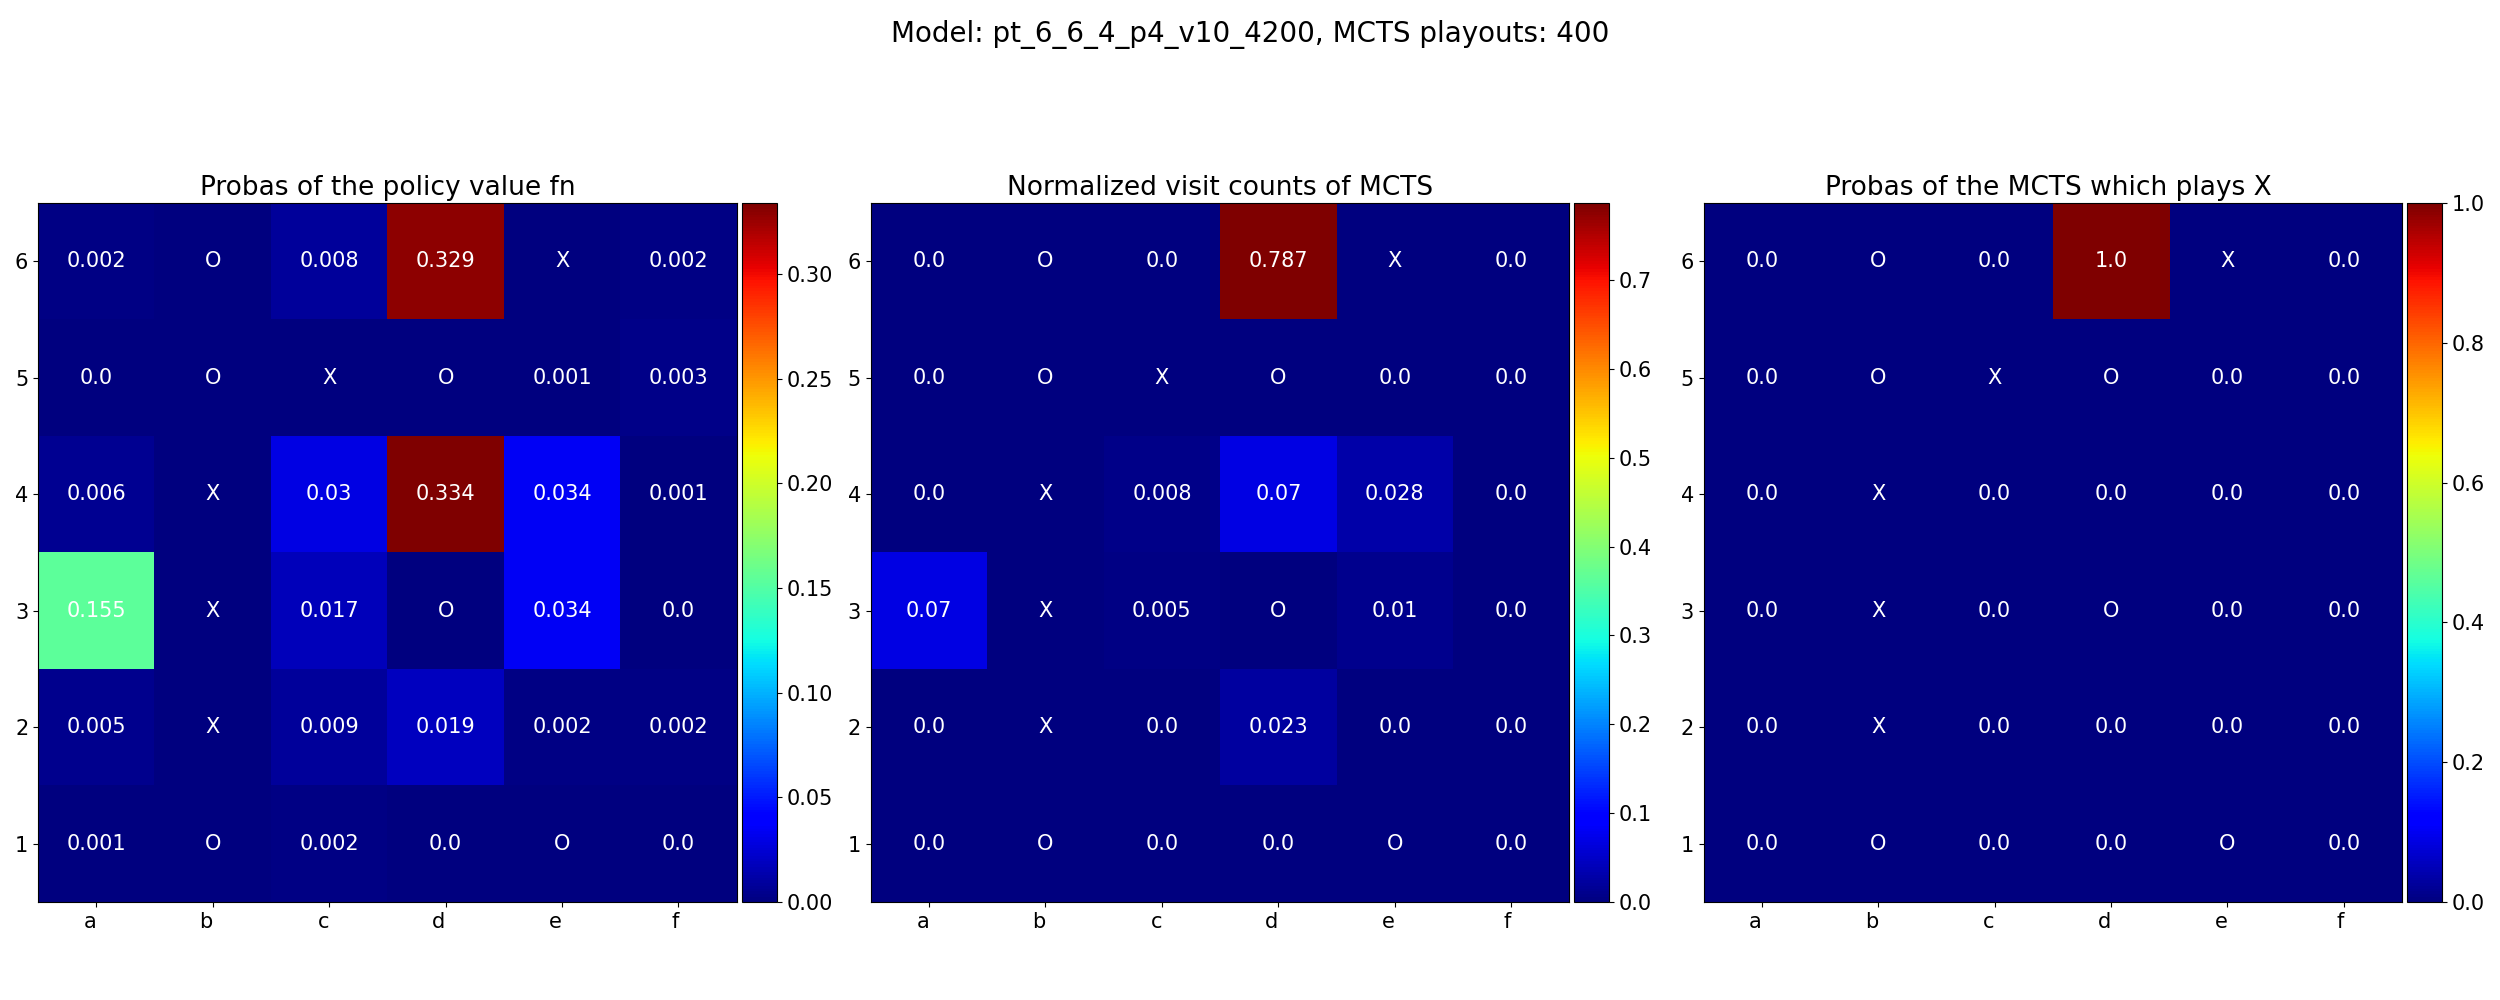 Model: pt_6_6_4_p4_v10_4200, MCTS playouts: 400
Probas of the policy value fn
6 0.002 O 0.008 0.329 X 0.002
5 0.0 O X O 0.001 0.003
4 0.006 X 0.03 0.334 0.034 0.001
3 0.155 X 0.017 O 0.034 0.0
2 0.005 X 0.009 0.019 0.002 0.002
1 0.001 O 0.002 0.0 O 0.0
a b c d e f
0.30
0.25
0.20
0.15
0.10
0.05
0.00
Normalized visit counts of MCTS
6 0.0 O 0.0 0.787 X 0.0
5 0.0 O X O 0.0 0.0
4 0.0 X 0.008 0.07 0.028 0.0
3 0.07 X 0.005 O 0.01 0.0
2 0.0 X 0.0 0.023 0.0 0.0
1 0.0 O 0.0 0.0 O 0.0
a b c d e f
0.7
0.6
0.5
0.4
0.3
0.2
0.1
0.0
Probas of the MCTS which plays X
6 0.0 O 0.0 1.0 X 0.0
5 0.0 O X O 0.0 0.0
4 0.0 X 0.0 0.0 0.0 0.0
3 0.0 X 0.0 O 0.0 0.0
2 0.0 X 0.0 0.0 0.0 0.0
1 0.0 O 0.0 0.0 O 0.0
a b c d e f
1.0
0.8
0.6
0.4
0.2
0.0